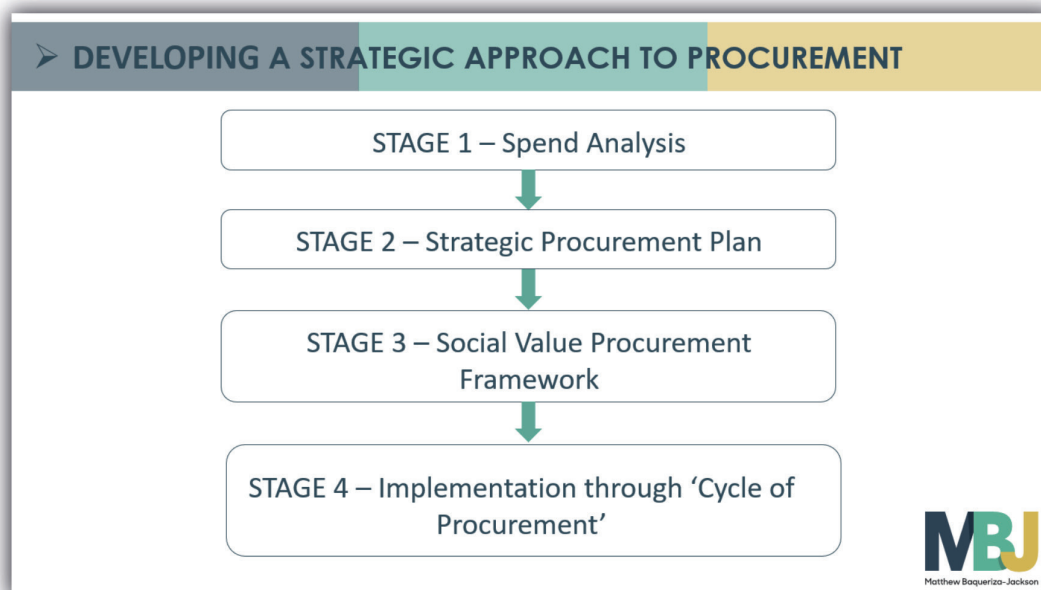 ➢ DEVELOPING A STRATEGIC APPROACH TO PROCUREMENT
STAGE 1 – Spend Analysis
STAGE 2 – Strategic Procurement Plan
STAGE 3 – Social Value Procurement
Framework
STAGE 4 – Implementation through ‘Cycle of
Procurement’
MBJ
Matthew Baqueriza-Jackson